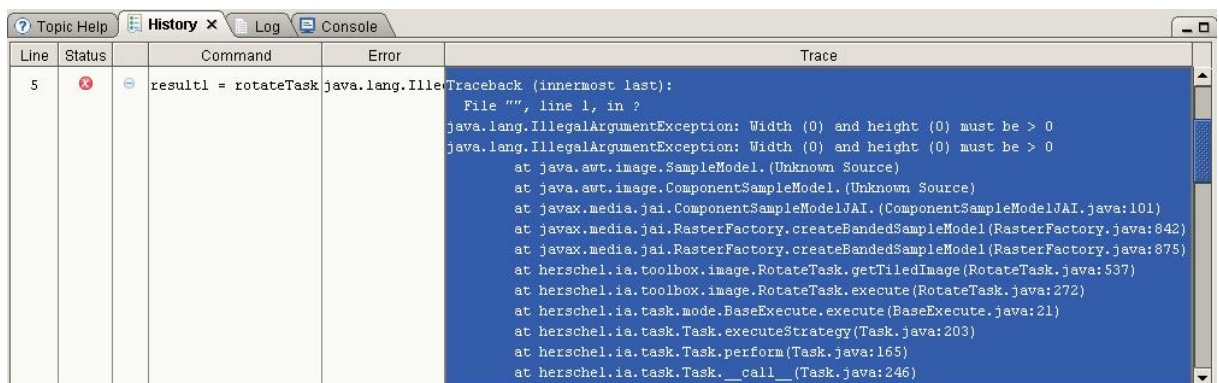 Topic Help History Log Console
Line Status Command Error Trace
5 result1 = rotateTask java.lang.Ille Traceback (innermost last):
File "", line 1, in ?
java.lang.IllegalArgumentException: Width (0) and height (0) must be > 0
java.lang.IllegalArgumentException: Width (0) and height (0) must be > 0
at java.awt.image.SampleModel.(Unknown Source)
at java.awt.image.ComponentSampleModel.(Unknown Source)
at javax.media.jai.ComponentSampleModelJAI.(ComponentSampleModelJAI.java:101)
at javax.media.jai.RasterFactory.createBandedSampleModel(RasterFactory.java:842)
at javax.media.jai.RasterFactory.createBandedSampleModel(RasterFactory.java:875)
at herschel.ia.toolbox.image.RotateTask.getTiledImage(RotateTask.java:537)
at herschel.ia.toolbox.image.RotateTask.execute(RotateTask.java:272)
at herschel.ia.task.mode.BaseExecute.execute(BaseExecute.java:21)
at herschel.ia.task.Task.executeStrategy(Task.java:203)
at herschel.ia.task.Task.perform(Task.java:165)
at herschel.ia.task.Task.__call__(Task.java:246)